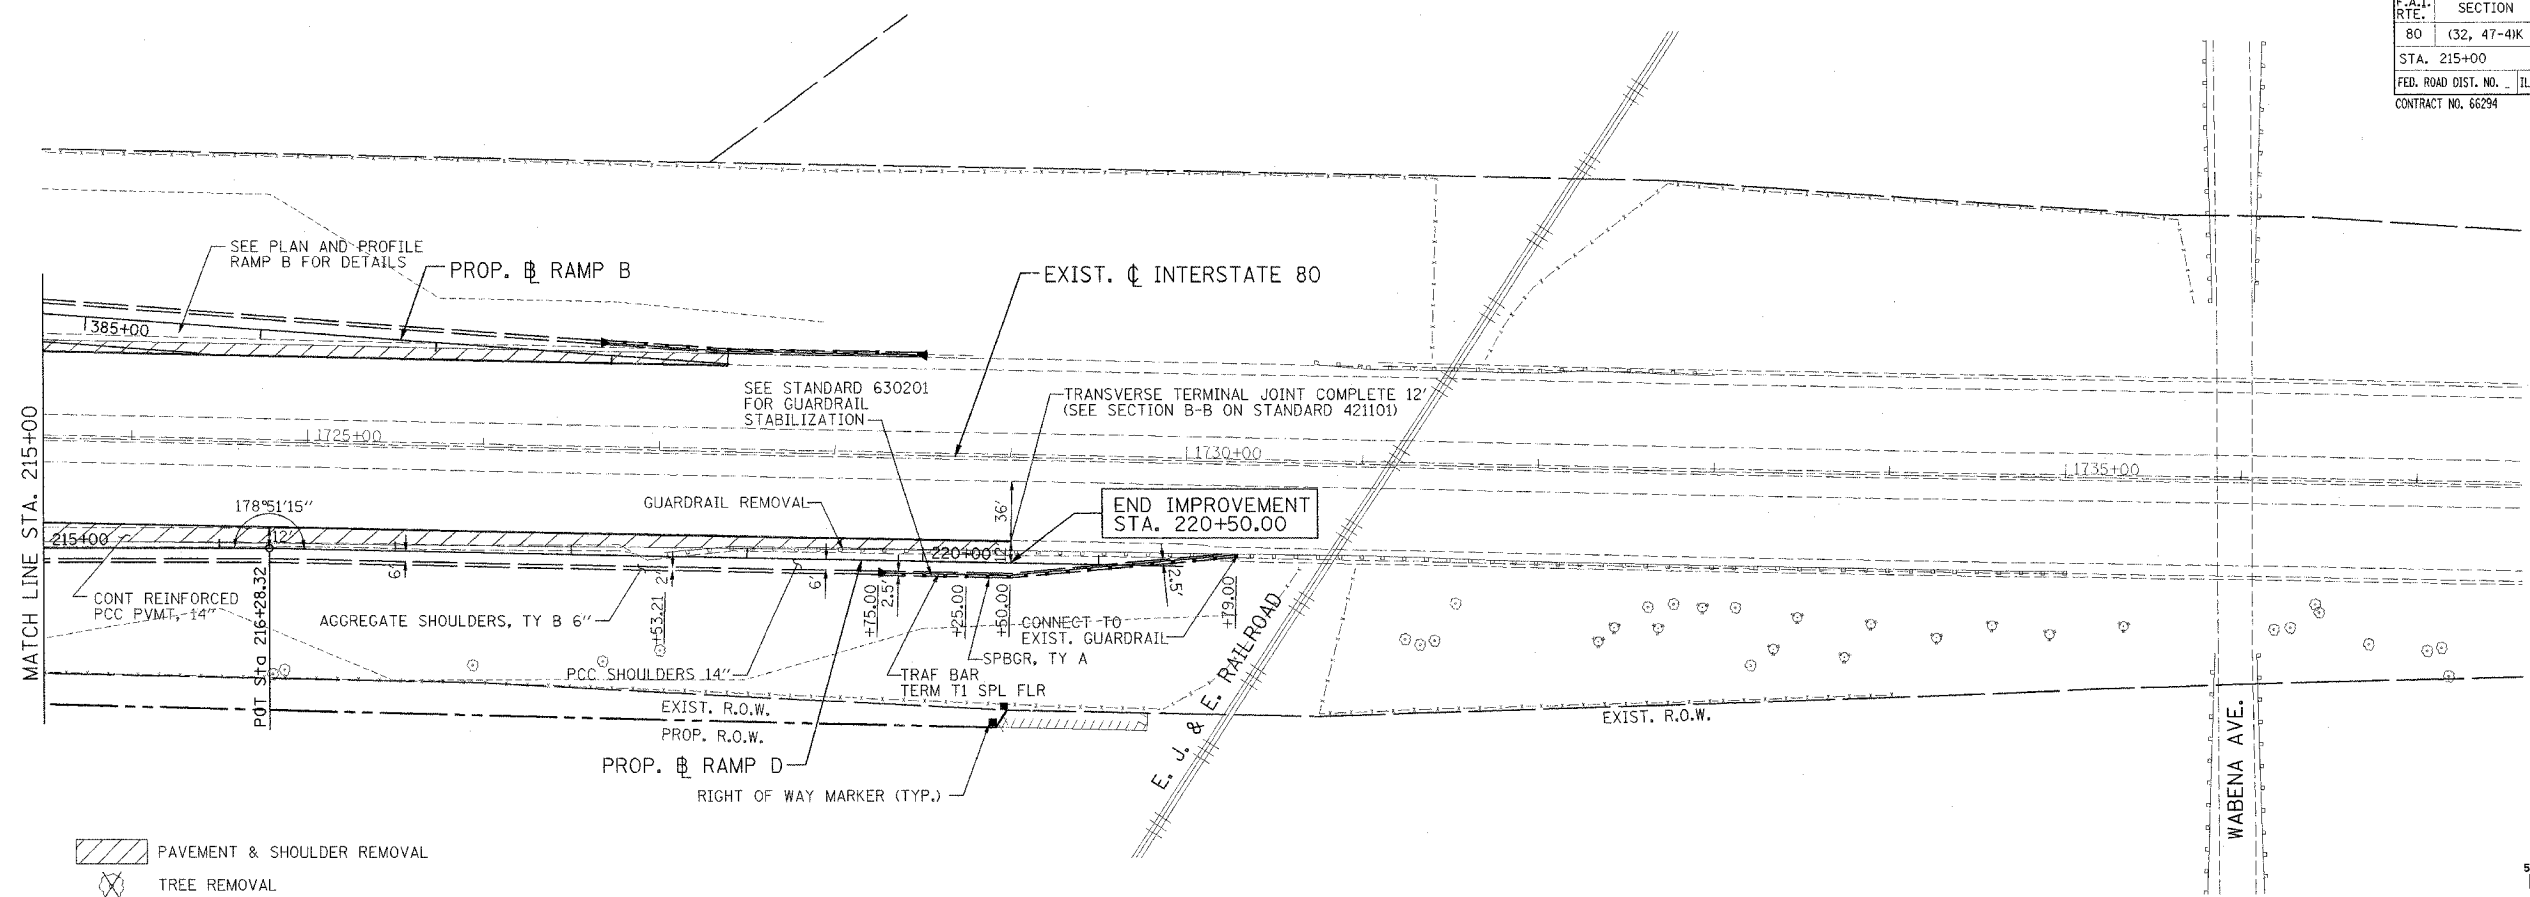 F.A.I. RTE.
SECTION
80
(32, 47-4)K
STA. 215+00
FED. ROAD DIST. NO. _
IL
CONTRACT NO. 66294
SEE PLAN AND PROFILE
RAMP B FOR DETAILS
PROP. ℄ RAMP B
EXIST. ℄ INTERSTATE 80
385+00
SEE STANDARD 630201
FOR GUARDRAIL
STABILIZATION
TRANSVERSE TERMINAL JOINT COMPLETE 12'
(SEE SECTION B-B ON STANDARD 421101)
1725+00
1730+00
1735+00
MATCH LINE STA. 215+00
178°51'15"
GUARDRAIL REMOVAL
36'
END IMPROVEMENT
STA. 220+50.00
215+00
12'
220+00
12'
6'
2'
6'
2.5'
2.5'
CONT REINFORCED
PCC PVMT, 14"
POT Sta 216+28.32
AGGREGATE SHOULDERS, TY B 6"
+53.21
+75.00
+25.00
+50.00
+79.00
CONNECT TO
EXIST. GUARDRAIL
SPBGR, TY A
PCC SHOULDERS 14"
TRAF BAR
TERM T1 SPL FLR
EXIST. R.O.W.
PROP. R.O.W.
EXIST. R.O.W.
PROP. ℄ RAMP D
RIGHT OF WAY MARKER (TYP.)
E. J. & E. RAILROAD
WABENA AVE.
PAVEMENT & SHOULDER REMOVAL
TREE REMOVAL
5